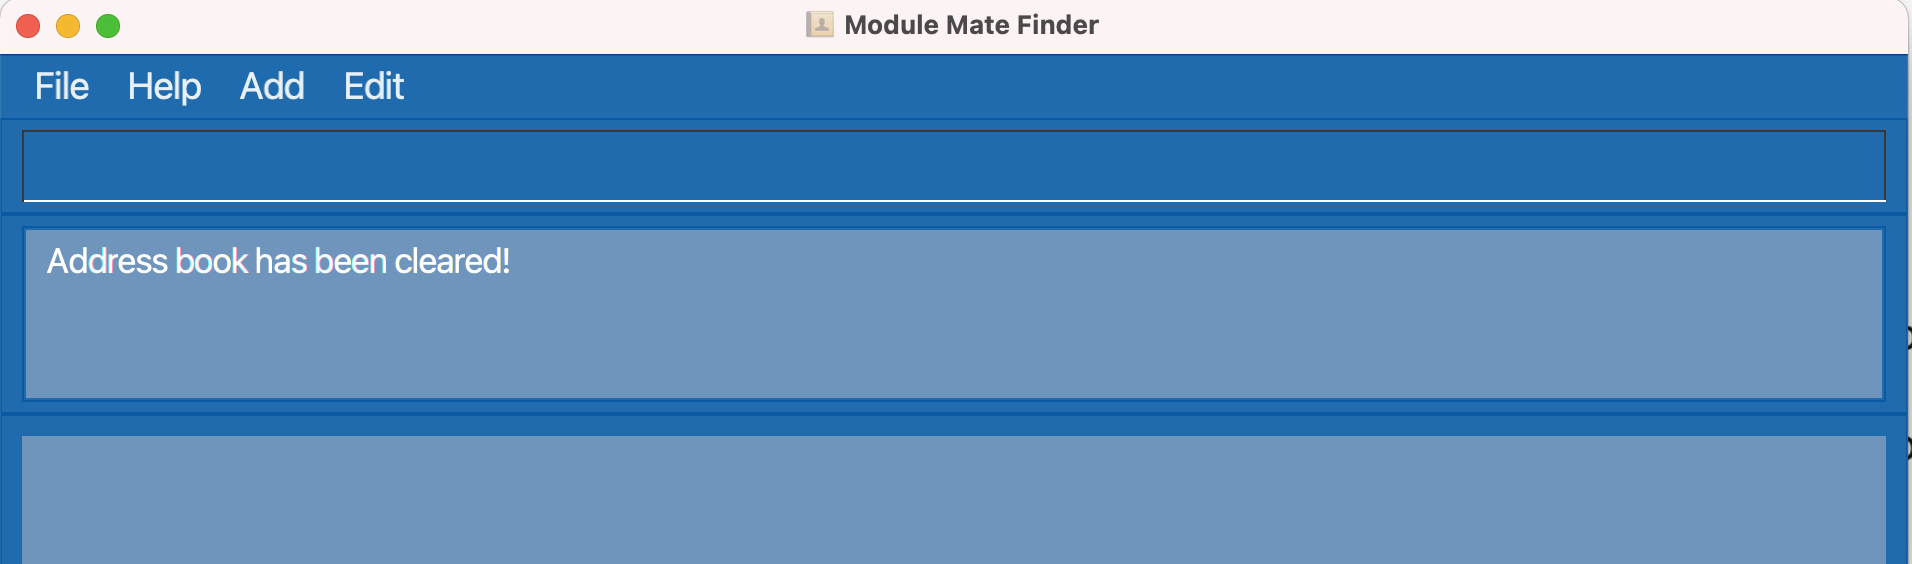 Module Mate Finder
File Help Add Edit
Address book has been cleared!